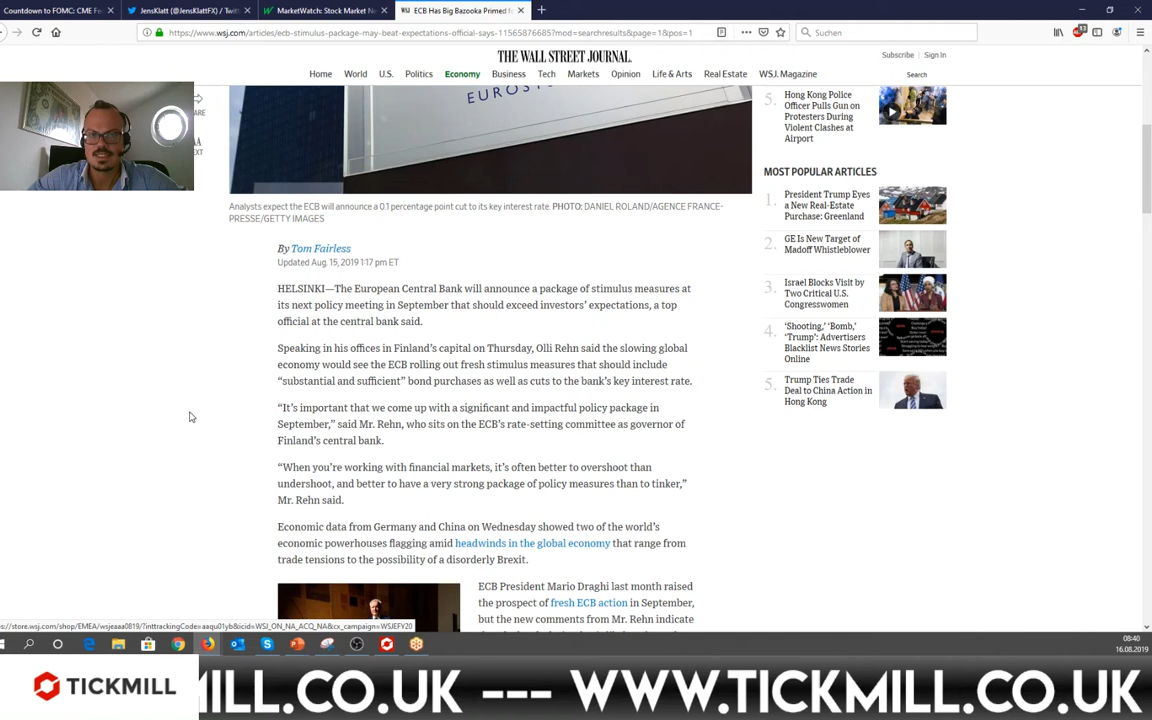 Countdown to FOMC: CME Fe
JensKlatt (@JensKlattFX) / Twitt
MarketWatch: Stock Market Ne
WSJ ECB Has Big Bazooka Primed f
https://www.wsj.com/articles/ecb-stimulus-package-may-beat-expectations-official-says-11565876685?mod=searchresults&page=1&pos=1
Suchen
THE WALL STREET JOURNAL.
Subscribe Sign In
Home World U.S. Politics Economy Business Tech Markets Opinion Life & Arts Real Estate WSJ. Magazine
Search
ARE
AA
EXT
EUROS
5. Hong Kong Police
Officer Pulls Gun on
Protesters During
Violent Clashes at
Airport
MOST POPULAR ARTICLES
1. President Trump Eyes
a New Real-Estate
Purchase: Greenland
2. GE Is New Target of
Madoff Whistleblower
3. Israel Blocks Visit by
Two Critical U.S.
Congresswomen
4. ‘Shooting,’ ‘Bomb,’
‘Trump’: Advertisers
Blacklist News Stories
Online
5. Trump Ties Trade
Deal to China Action in
Hong Kong
Analysts expect the ECB will announce a 0.1 percentage point cut to its key interest rate. PHOTO: DANIEL ROLAND/AGENCE FRANCE-
PRESSE/GETTY IMAGES
By Tom Fairless
Updated Aug. 15, 2019 1:17 pm ET
HELSINKI—The European Central Bank will announce a package of stimulus measures at
its next policy meeting in September that should exceed investors’ expectations, a top
official at the central bank said.
Speaking in his offices in Finland’s capital on Thursday, Olli Rehn said the slowing global
economy would see the ECB rolling out fresh stimulus measures that should include
“substantial and sufficient” bond purchases as well as cuts to the bank’s key interest rate.
“It’s important that we come up with a significant and impactful policy package in
September,” said Mr. Rehn, who sits on the ECB’s rate-setting committee as governor of
Finland’s central bank.
“When you’re working with financial markets, it’s often better to overshoot than
undershoot, and better to have a very strong package of policy measures than to tinker,”
Mr. Rehn said.
Economic data from Germany and China on Wednesday showed two of the world’s
economic powerhouses flagging amid headwinds in the global economy that range from
trade tensions to the possibility of a disorderly Brexit.
ECB President Mario Draghi last month raised
the prospect of fresh ECB action in September,
but the new comments from Mr. Rehn indicate
s://store.wsj.com/shop/EMEA/wsjeaaa0819/?inttrackingCode=aaqu01yb&icid=WSJ_ON_NA_ACQ_NA&cx_campaign=WSJEFY20
08:40
16.08.2019
TICKMILL
MILL.CO.UK --- WWW.TICKMILL.CO.UK